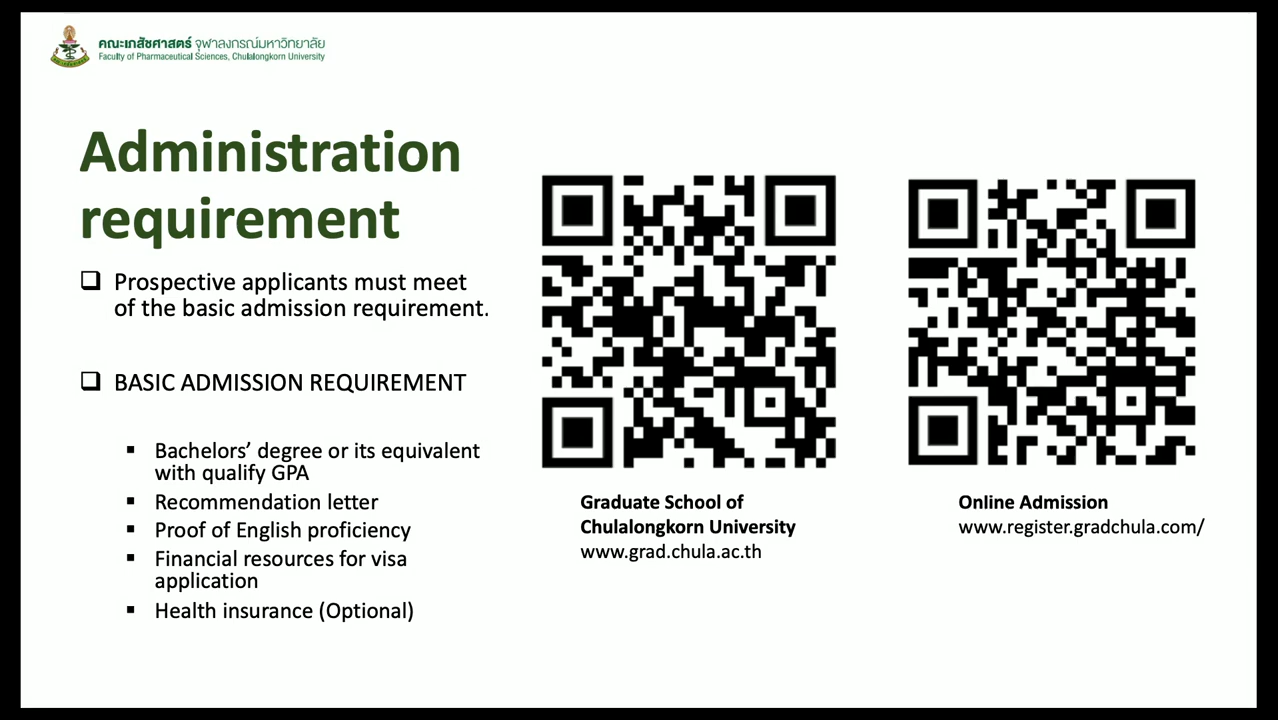 คณะเภสัชศาสตร์ จุฬาลงกรณ์มหาวิทยาลัย
Faculty of Pharmaceutical Sciences, Chulalongkorn University
Administration
requirement
❑ Prospective applicants must meet
of the basic admission requirement.
❑ BASIC ADMISSION REQUIREMENT
▪ Bachelors’ degree or its equivalent
with qualify GPA
▪ Recommendation letter
▪ Proof of English proficiency
▪ Financial resources for visa
application
▪ Health insurance (Optional)
Graduate School of
Chulalongkorn University
www.grad.chula.ac.th
Online Admission
www.register.gradchula.com/